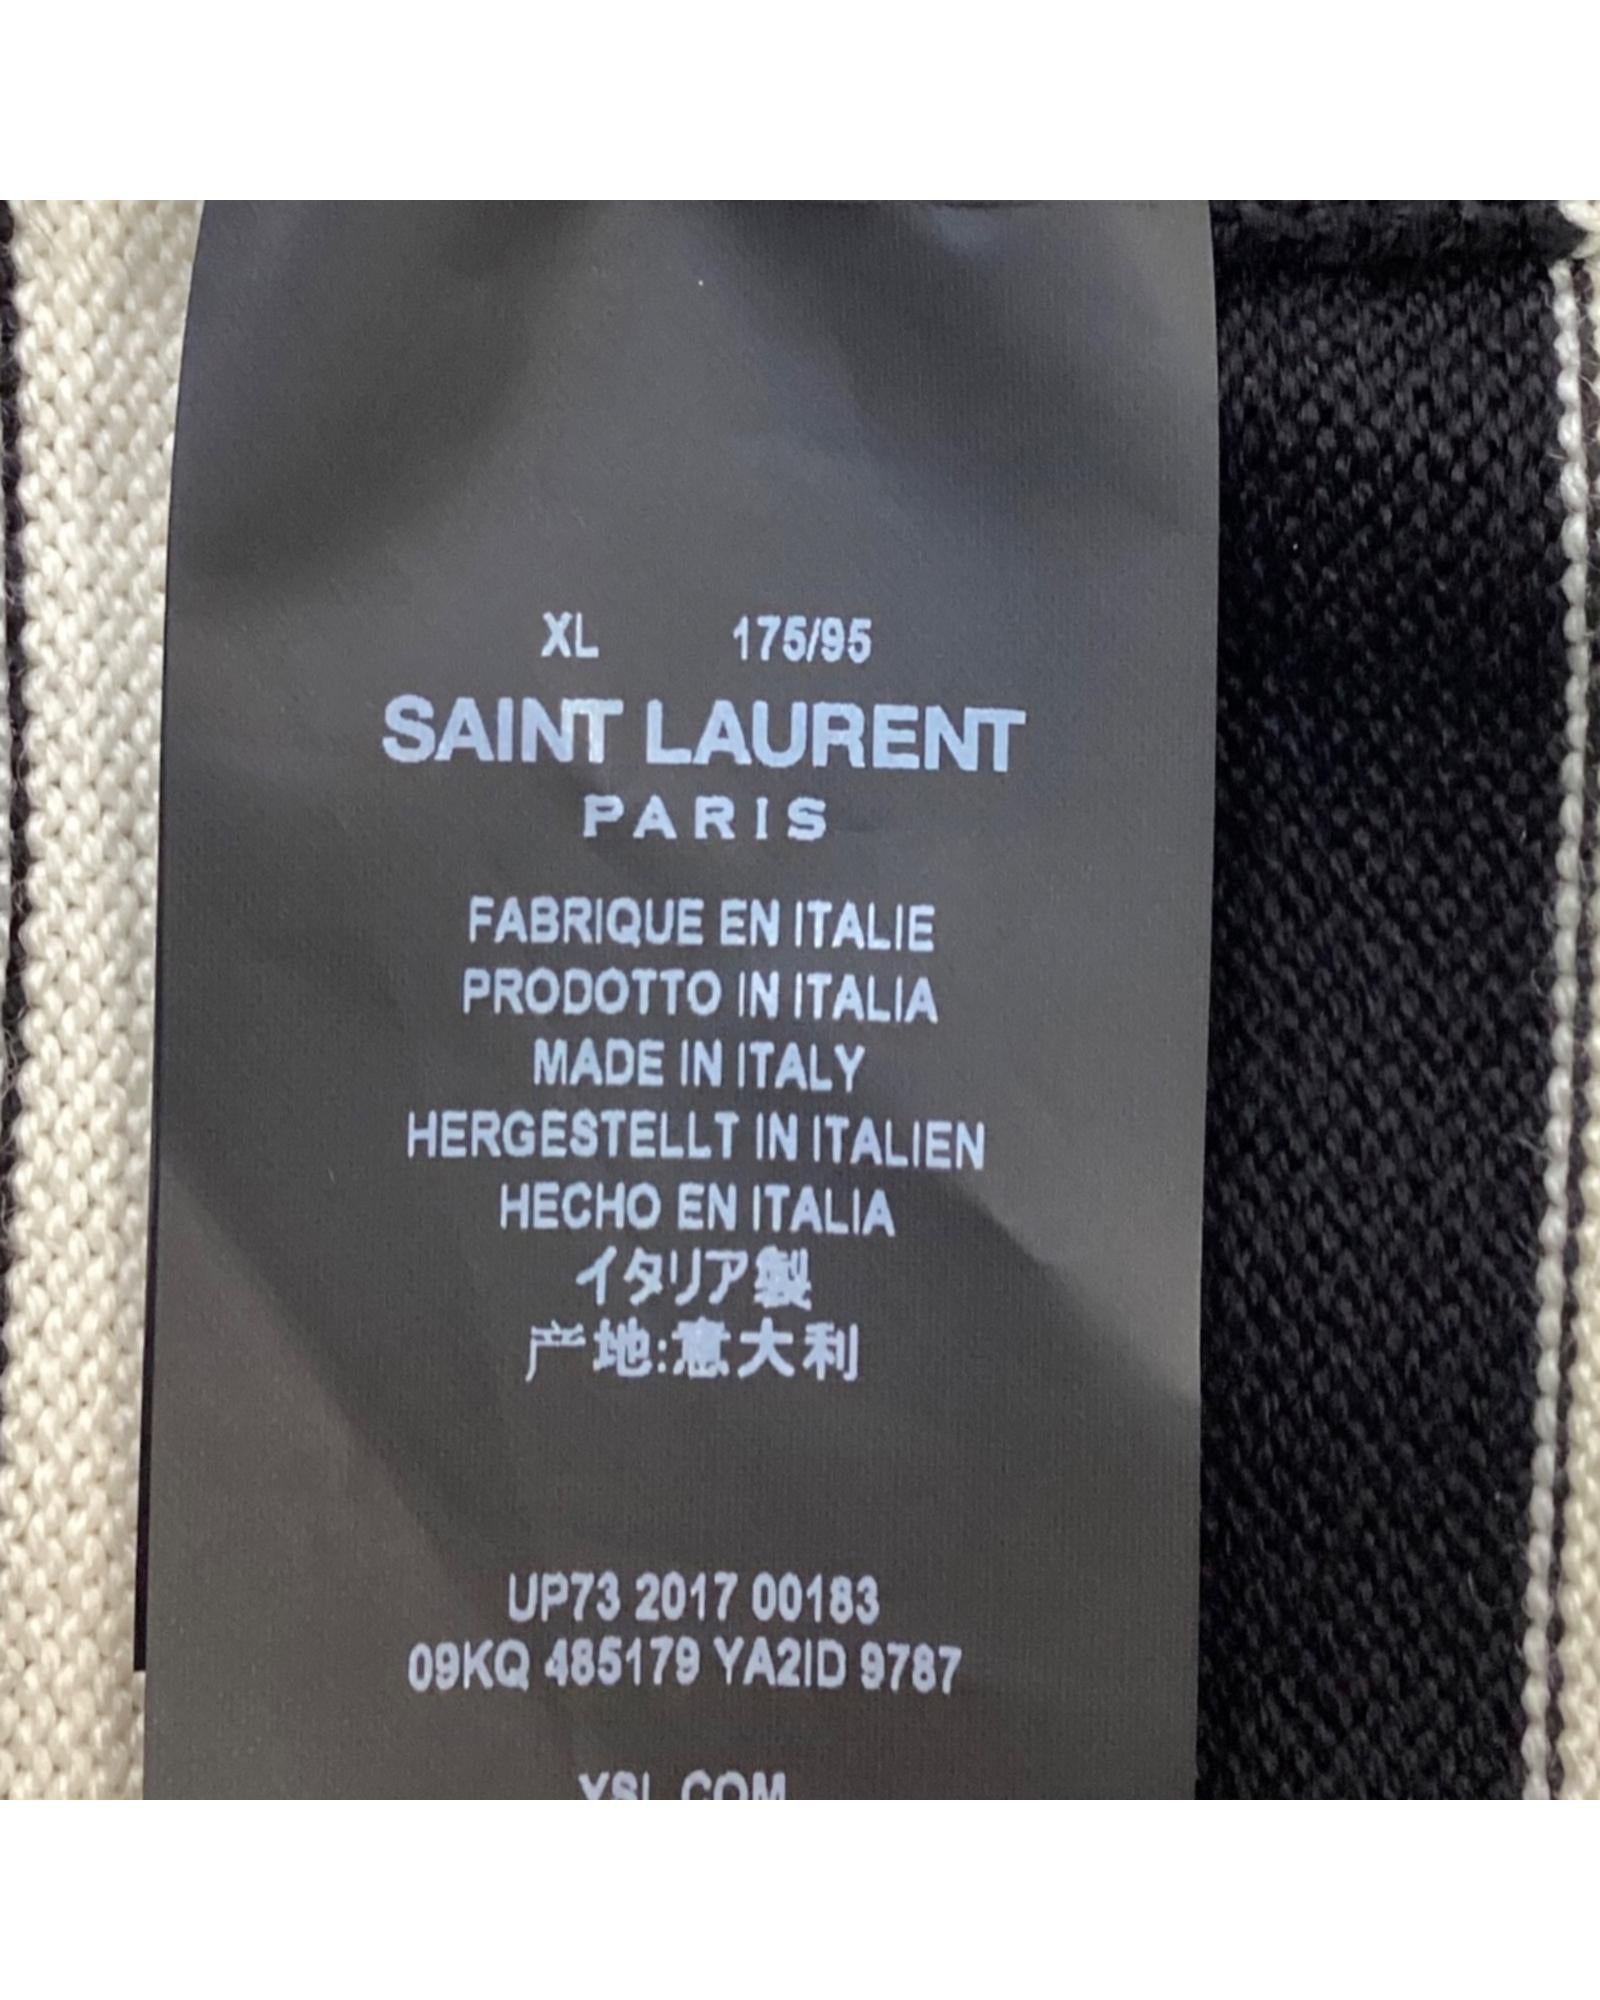 XL 175/95
SAINT LAURENT
PARIS
FABRIQUE EN ITALIE
PRODOTTO IN ITALIA
MADE IN ITALY
HERGESTELLT IN ITALIEN
HECHO EN ITALIA
イタリア製
产地:意大利
UP73 2017 00183
09KQ 485179 YA2ID 9787
YSL.COM